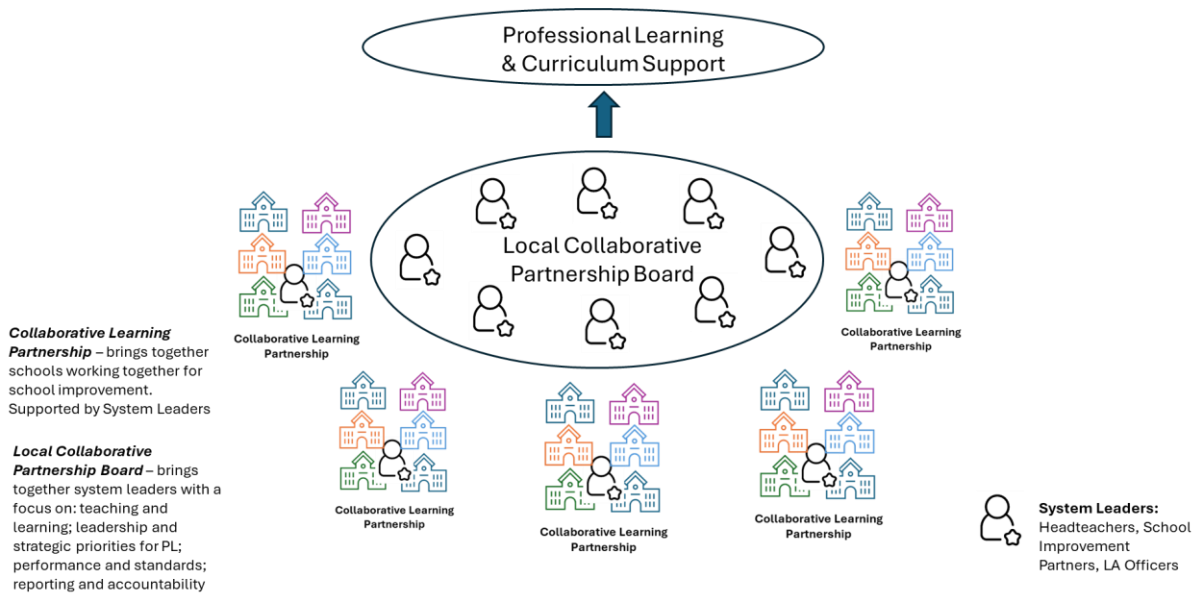 Professional Learning
& Curriculum Support
Local Collaborative
Partnership Board
Collaborative Learning
Partnership
Collaborative Learning
Partnership
Collaborative Learning
Partnership – brings together
schools working together for
school improvement.
Supported by System Leaders
Local Collaborative
Partnership Board – brings
together system leaders with a
focus on: teaching and
learning; leadership and
strategic priorities for PL;
performance and standards;
reporting and accountability
Collaborative Learning
Partnership
Collaborative Learning
Partnership
Collaborative Learning
Partnership
System Leaders:
Headteachers, School
Improvement
Partners, LA Officers